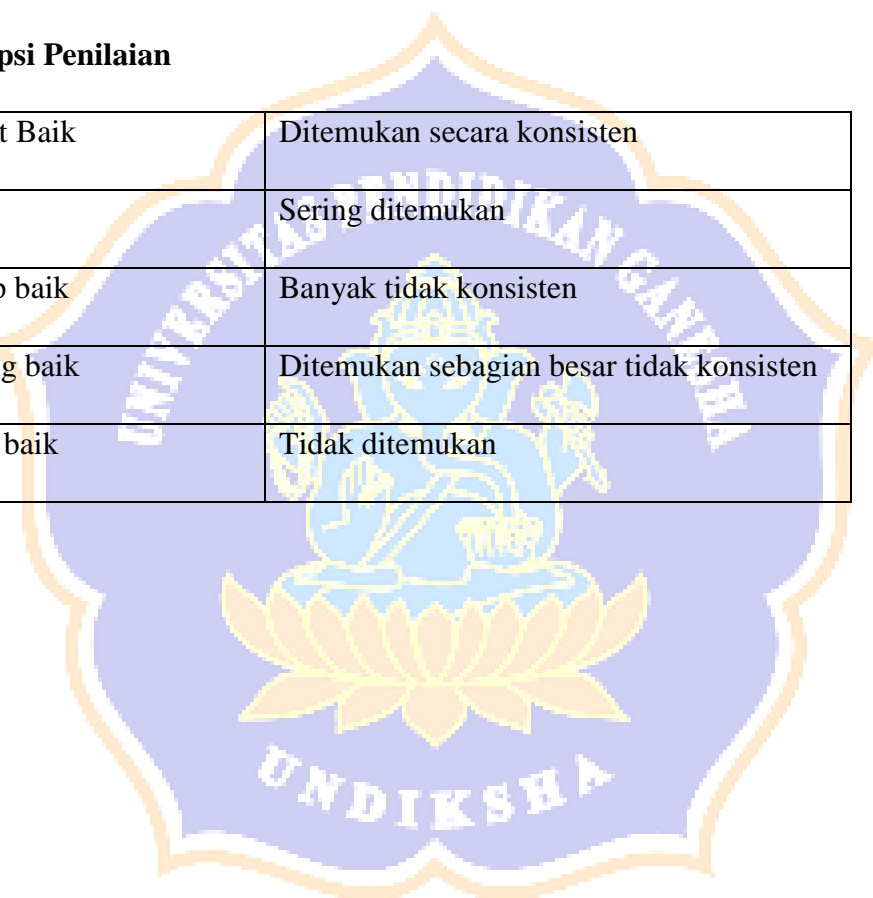 psi Penilaian
t Baik Ditemukan secara konsisten
Sering ditemukan
baik Banyak tidak konsisten
g baik Ditemukan sebagian besar tidak konsisten
baik Tidak ditemukan
UNIVERSITAS PENDIDIKAN GANESHA
UNDIKSHA